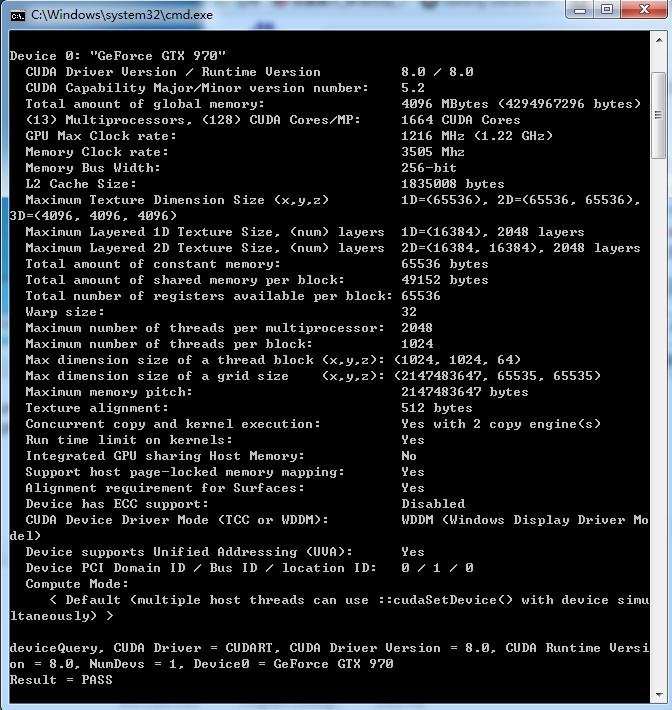 C:\Windows\system32\cmd.exe
Device 0: "GeForce GTX 970"
CUDA Driver Version / Runtime Version 8.0 / 8.0
CUDA Capability Major/Minor version number: 5.2
Total amount of global memory: 4096 MBytes (4294967296 bytes)
(13) Multiprocessors, (128) CUDA Cores/MP: 1664 CUDA Cores
GPU Max Clock rate: 1216 MHz (1.22 GHz)
Memory Clock rate: 3505 Mhz
Memory Bus Width: 256-bit
L2 Cache Size: 1835008 bytes
Maximum Texture Dimension Size (x,y,z) 1D=(65536), 2D=(65536, 65536),
3D=(4096, 4096, 4096)
Maximum Layered 1D Texture Size, (num) layers 1D=(16384), 2048 layers
Maximum Layered 2D Texture Size, (num) layers 2D=(16384, 16384), 2048 layers
Total amount of constant memory: 65536 bytes
Total amount of shared memory per block: 49152 bytes
Total number of registers available per block: 65536
Warp size: 32
Maximum number of threads per multiprocessor: 2048
Maximum number of threads per block: 1024
Max dimension size of a thread block (x,y,z): (1024, 1024, 64)
Max dimension size of a grid size (x,y,z): (2147483647, 65535, 65535)
Maximum memory pitch: 2147483647 bytes
Texture alignment: 512 bytes
Concurrent copy and kernel execution: Yes with 2 copy engine(s)
Run time limit on kernels: Yes
Integrated GPU sharing Host Memory: No
Support host page-locked memory mapping: Yes
Alignment requirement for Surfaces: Yes
Device has ECC support: Disabled
CUDA Device Driver Mode (TCC or WDDM): WDDM (Windows Display Driver Mo
del)
Device supports Unified Addressing (UVA): Yes
Device PCI Domain ID / Bus ID / location ID: 0 / 1 / 0
Compute Mode:
< Default (multiple host threads can use ::cudaSetDevice() with device simu
ltaneously) >
deviceQuery, CUDA Driver = CUDART, CUDA Driver Version = 8.0, CUDA Runtime Versi
on = 8.0, NumDevs = 1, Device0 = GeForce GTX 970
Result = PASS